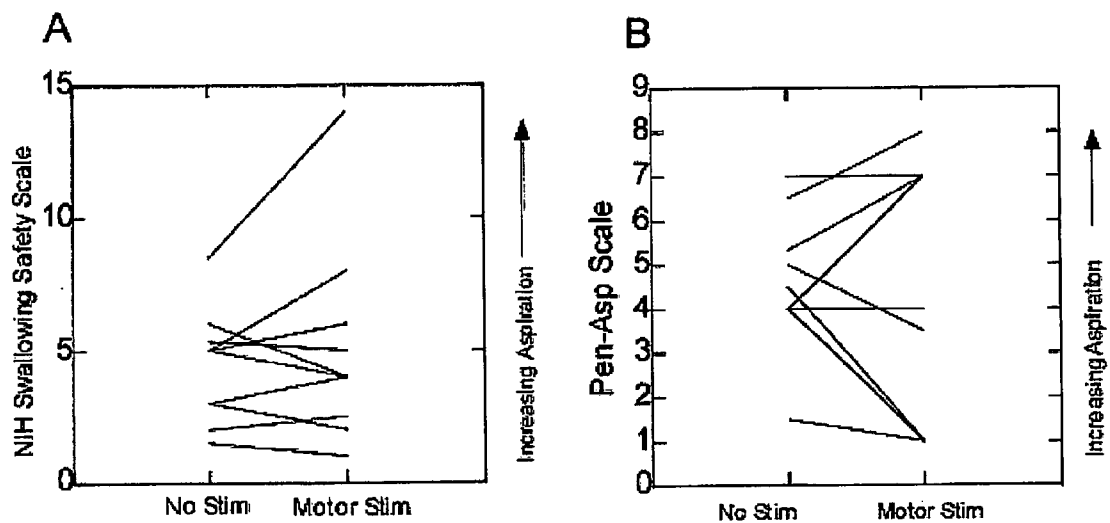 A
NIH Swallowing Safety Scale
15
10
5
0
No Stim Motor Stim
Increasing Aspiration
B
Pen-Asp Scale
9
8
7
6
5
4
3
2
1
0
No Stim Motor Stim
Increasing Aspiration